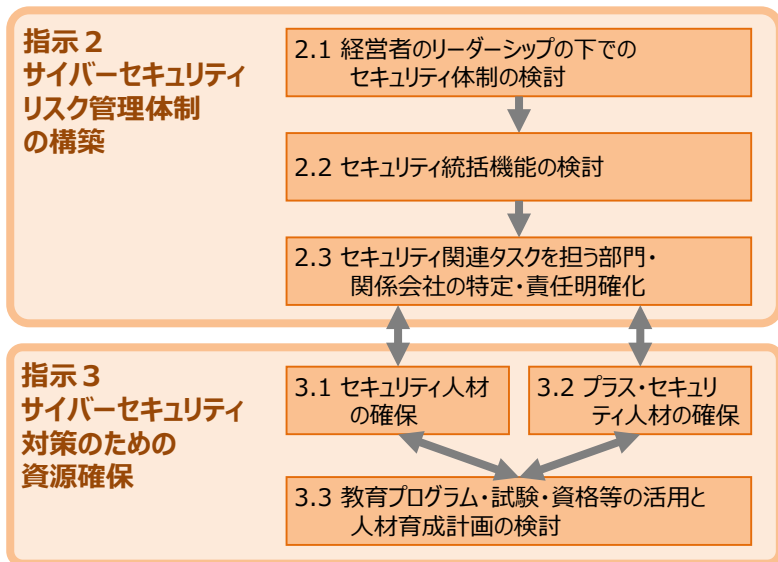 指示２
サイバーセキュリティ
リスク管理体制
の構築
2.1 経営者のリーダーシップの下での
セキュリティ体制の検討
2.2 セキュリティ統括機能の検討
2.3 セキュリティ関連タスクを担う部門・
関係会社の特定・責任明確化
指示３
サイバーセキュリティ
対策のための
資源確保
3.1 セキュリティ人材
の確保
3.2 プラス・セキュリ
ティ人材の確保
3.3 教育プログラム・試験・資格等の活用と
人材育成計画の検討